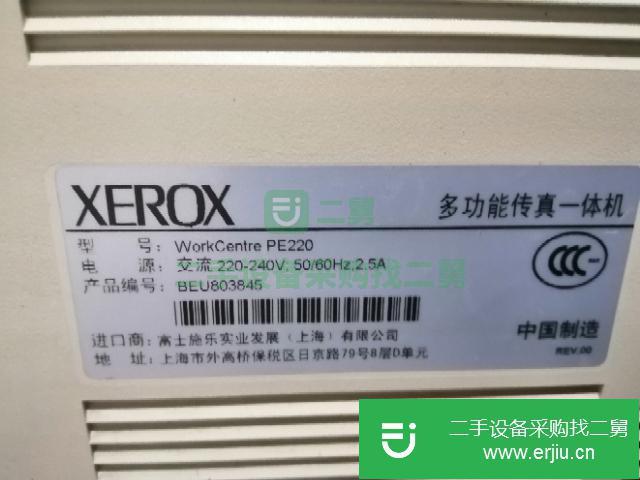 XEROX
多功能传真一体机
二舅
型 号: WorkCentre PE220
电 源: 交流 220-240V, 50/60Hz,2.5A
二手设备采购找二舅
产品编号: BEU803845
CCC
进口商: 富士施乐实业发展（上海）有限公司
地 址: 上海市外高桥保税区日京路79号8层D单元
中国制造
REV.00
二手设备采购找二舅
www.erjiu.cn